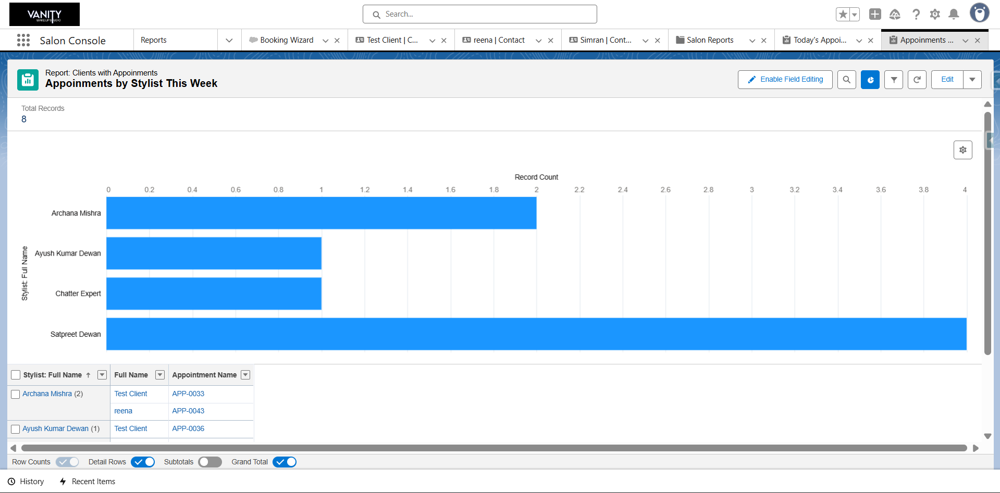 VANITY
MAKEUP STUDIO
Search...
Salon Console
Reports
Booking Wizard
Test Client | C...
reena | Contact
Simran | Cont...
Salon Reports
Today's Appoi...
Appoinments ...
Report: Clients with Appoinments
Appoinments by Stylist This Week
Enable Field Editing
Edit
Total Records
8
Record Count
0 0.2 0.4 0.6 0.8 1 1.2 1.4 1.6 1.8 2 2.2 2.4 2.6 2.8 3 3.2 3.4 3.6 3.8 4
Stylist: Full Name
Archana Mishra
Ayush Kumar Dewan
Chatter Expert
Satpreet Dewan
Stylist: Full Name ↑ Full Name Appointment Name
Archana Mishra (2) Test Client APP-0033
reena APP-0043
Ayush Kumar Dewan (1) Test Client APP-0036
Row Counts Detail Rows Subtotals Grand Total
History Recent Items